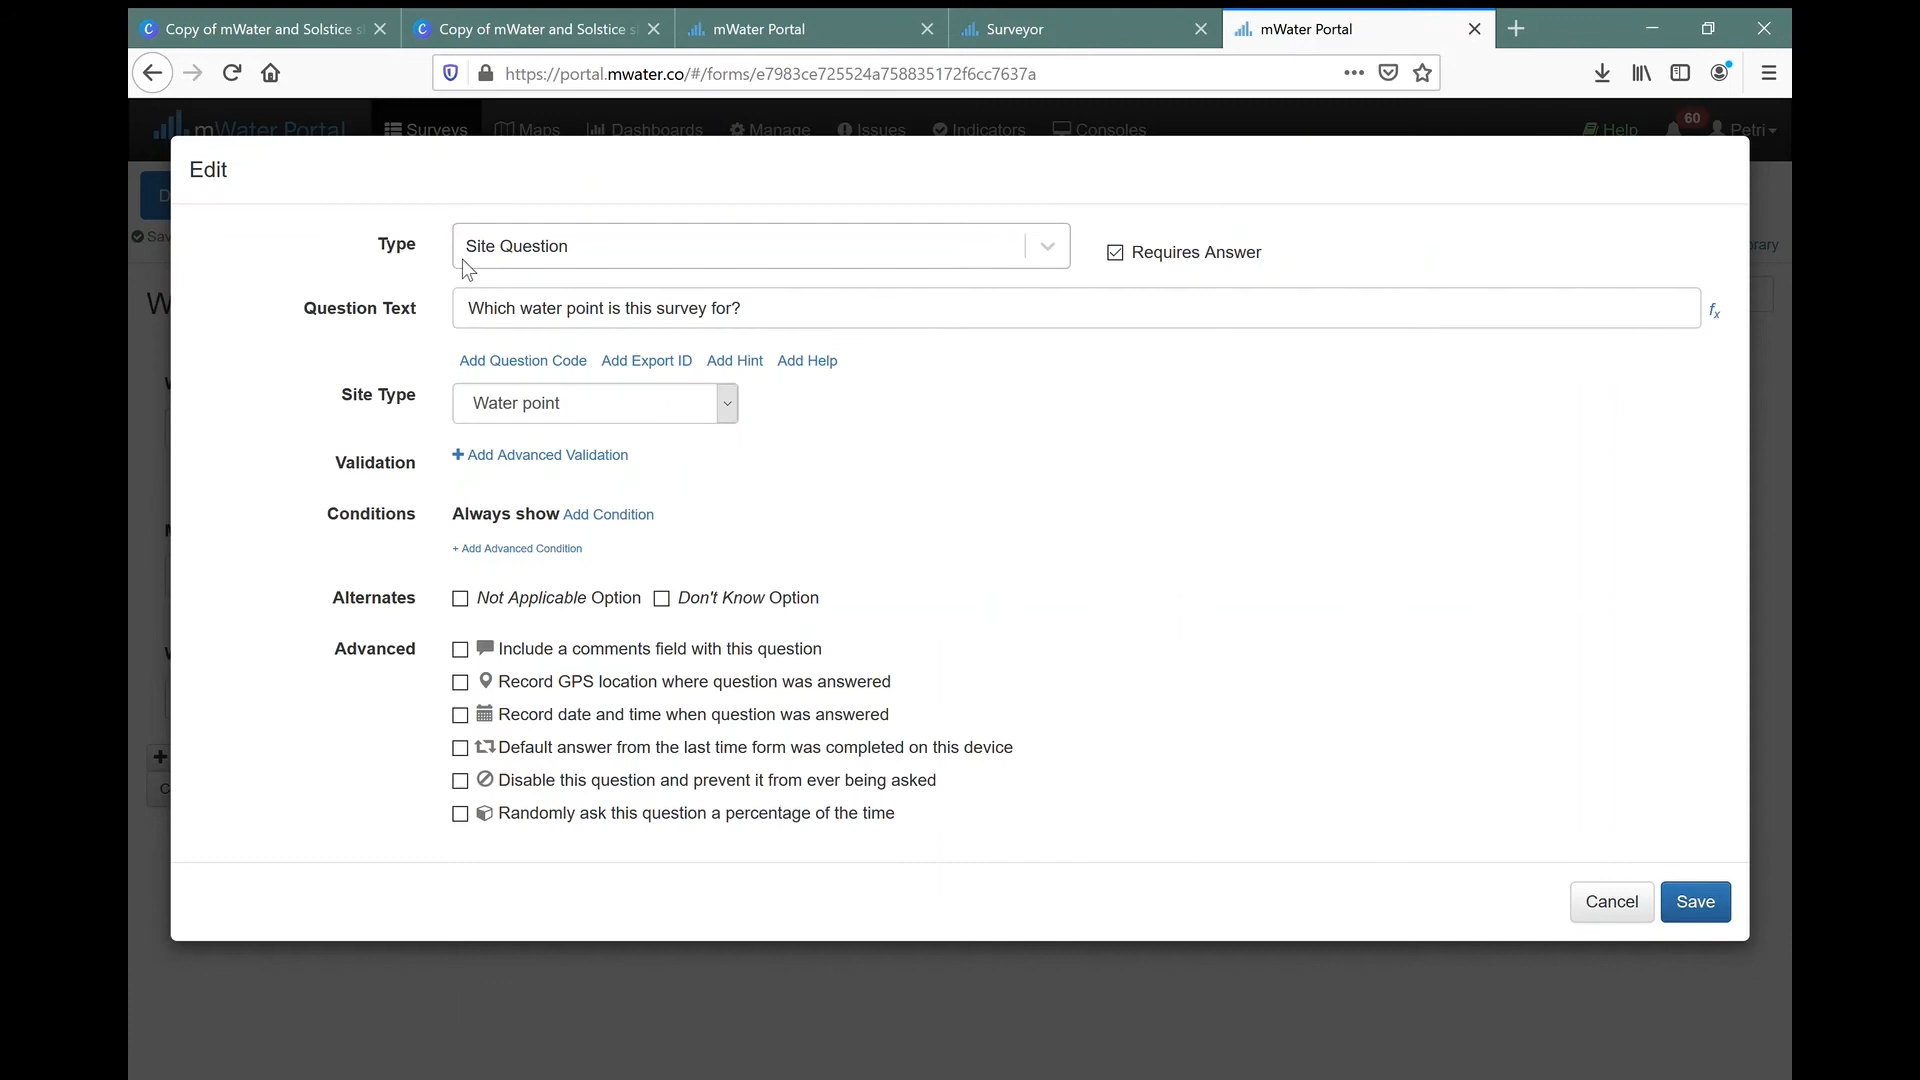 Copy of mWater and Solstice s
Copy of mWater and Solstice s
mWater Portal
Surveyor
mWater Portal
https://portal.mwater.co/#/forms/e7983ce725524a758835172f6cc7637a
mWater Portal
Surveys
Maps
Dashboards
Manage
Issues
Indicators
Consoles
Help
60
Petri
Edit
Type
Site Question
Requires Answer
Question Text
Which water point is this survey for?
fx
Add Question Code Add Export ID Add Hint Add Help
Site Type
Water point
Validation
+ Add Advanced Validation
Conditions
Always show Add Condition
+ Add Advanced Condition
Alternates
Not Applicable Option Don't Know Option
Advanced
Include a comments field with this question
Record GPS location where question was answered
Record date and time when question was answered
Default answer from the last time form was completed on this device
Disable this question and prevent it from ever being asked
Randomly ask this question a percentage of the time
Cancel
Save